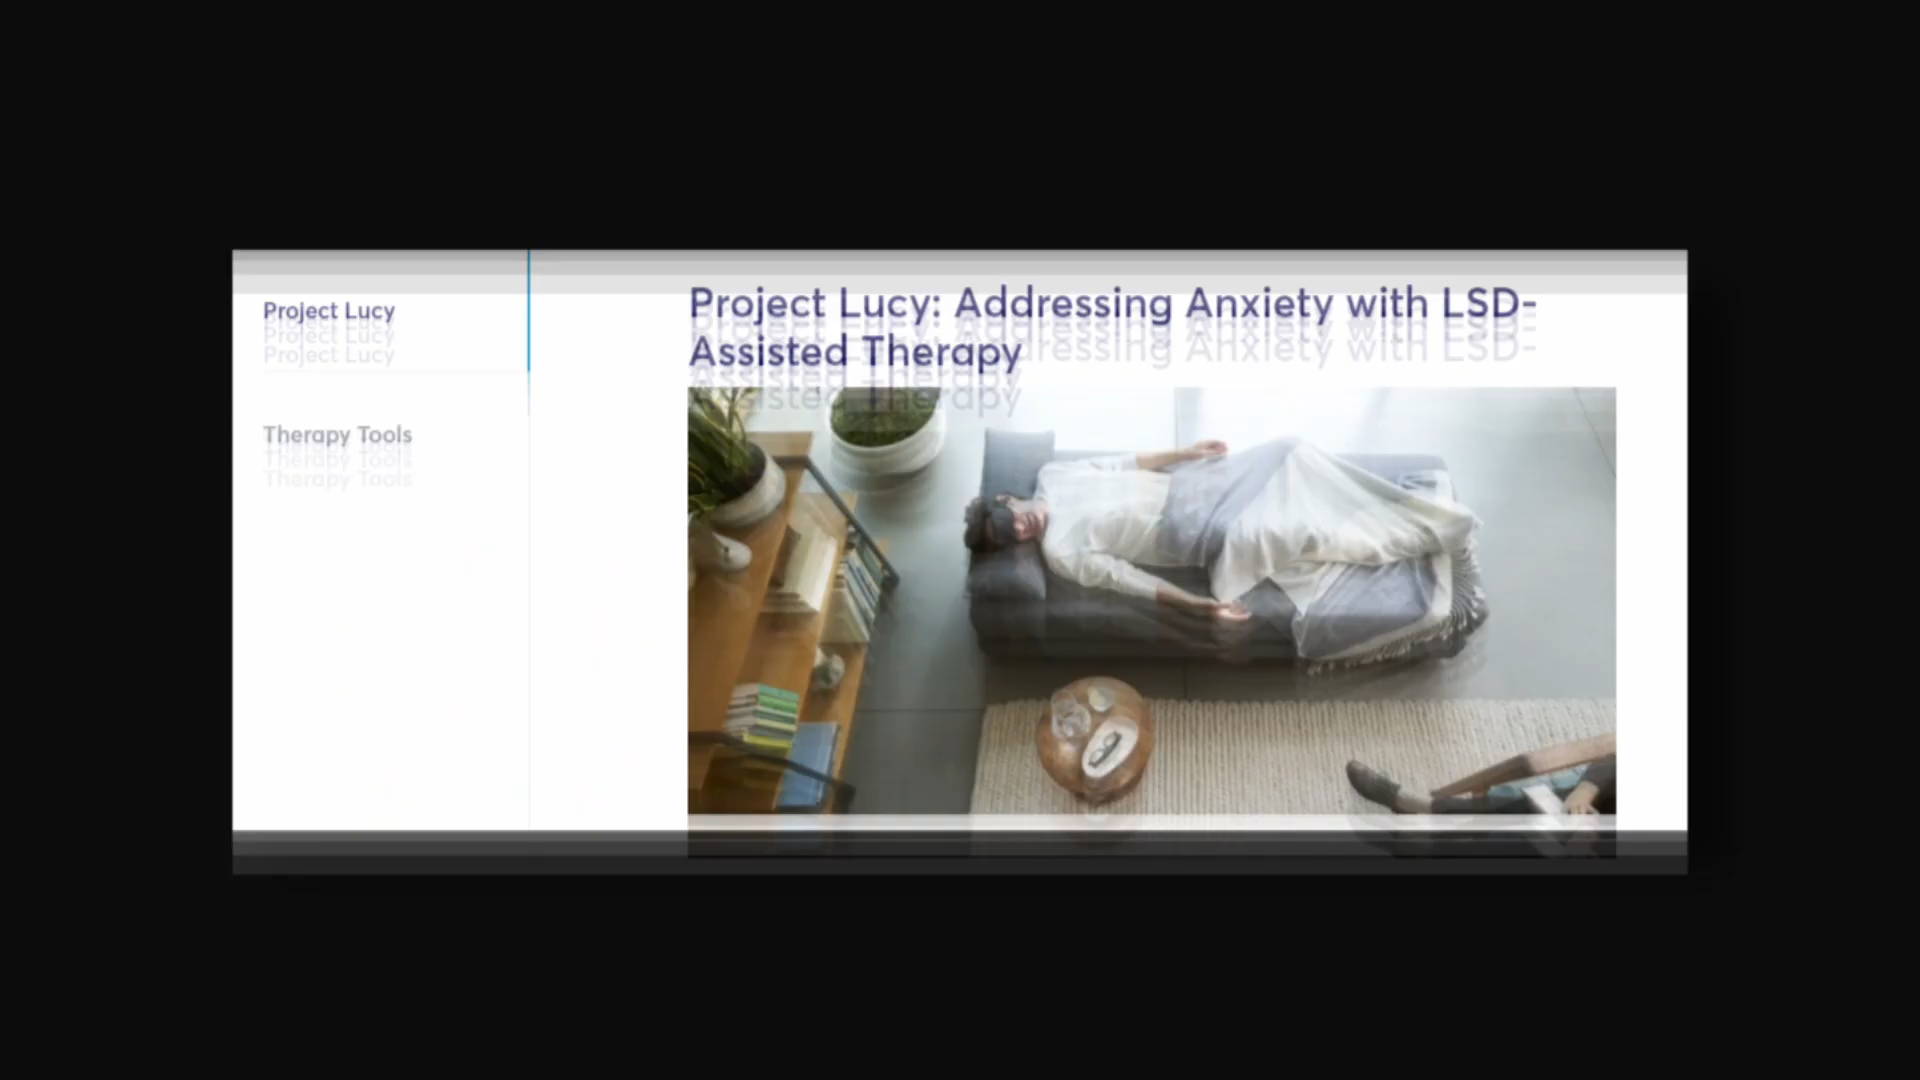 Project Lucy
Therapy Tools
Project Lucy: Addressing Anxiety with LSD-
Assisted Therapy